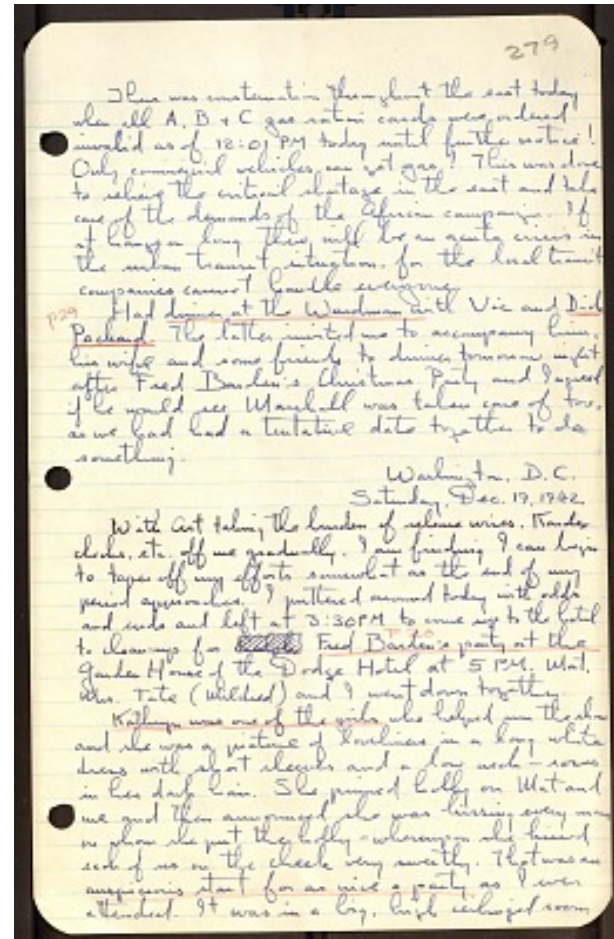 279
There was consternation throughout the east today
when all A, B + C gas ration cards were ordered
invalid as of 12:01 PM today until further notice!
Only commercial vehicles can get gas! This was done
to relieve the critical shortage in the east and take
care of the demands of the African campaign. If
it hangs on long there will be an acute crisis in
the urban transit situation, for the local transit
companies cannot handle everyone.
Had dinner at the Wardman with Vic and Dick
p29
Packard. The latter invited me to accompany him,
his wife and some friends to dinner tomorrow night
after Fred Barden's Christmas Party and I agreed
if he would see Marshall was taken care of too,
as we had had a tentative date together to do
something.
Washington, D.C.
Saturday, Dec. 19, 1942
With Art taking the burden of release wires,
checks, etc. off me gradually, I am finding I can begin
to taper off my efforts somewhat as the end of my
period approaches. I puttered around today with odds
and ends and left at 3:30 PM to come up to the hotel
to clean up for Fred Barden's party at the
Garden House of the Dodge Hotel at 5 PM. Mat,
Mrs. Tate (Mildred) and I went down together.
Kathryn was one of the girls who helped run the show
and she was a picture of loveliness in a long white
dress with short sleeves and a low neck - roses
in her dark hair. She pinned holly on Mat and
me and then announced she was kissing every man
on whom she put the holly - whereupon she kissed
each of us on the cheek very sweetly. That was an
auspicious start for as nice a party as I ever
attended. It was in a big, high ceilinged room